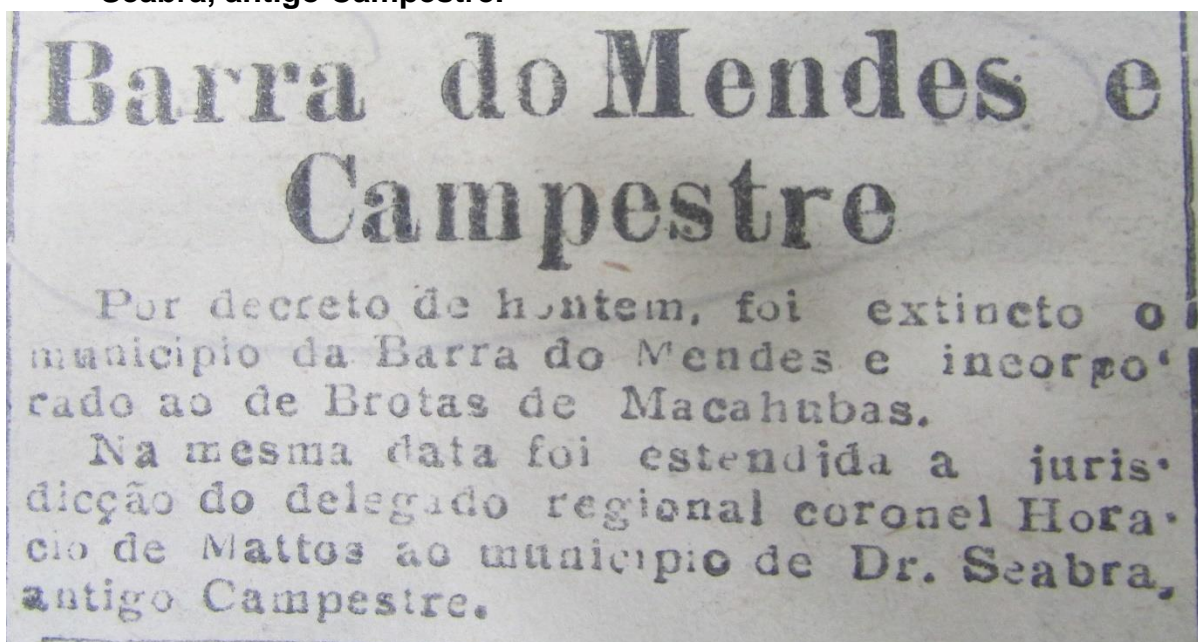 Seabra, antigo Campestre.
Barra do Mendes e
Campestre
Por decreto de hontem, foi extincto o
municipio da Barra do Mendes e incorpo-
rado ao de Brotas de Macahubas.
Na mesma data foi estendida a juris-
dicção do delegado regional coronel Hora-
cio de Mattos ao municipio de Dr. Seabra,
antigo Campestre.